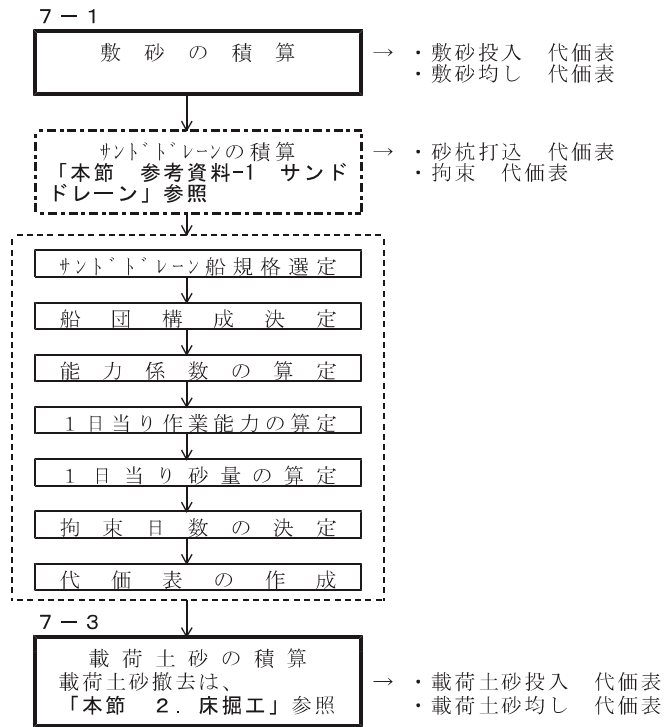 ７－１
敷砂の積算
→ ・敷砂投入　代価表
・敷砂均し　代価表
ｻﾝﾄﾞドﾚｰﾝの積算
→ ・砂杭打込　代価表
「本節　参考資料-1　サンド
・拘束　代価表
ドレーン」参照
ｻﾝﾄﾞﾄﾞﾚｰﾝ船規格選定
船団構成決定
能力係数の算定
１日当り作業能力の算定
１日当り砂量の算定
拘束日数の決定
代価表の作成
７－３
載荷土砂の積算
載荷土砂撤去は、
→ ・載荷土砂投入　代価表
「本節　２．床掘工」参照
・載荷土砂均し　代価表